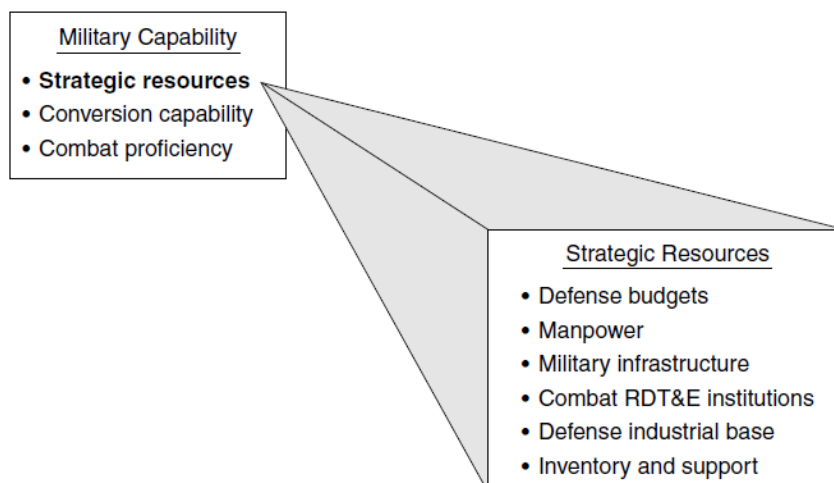 Military Capability
• Strategic resources
• Conversion capability
• Combat proficiency
Strategic Resources
• Defense budgets
• Manpower
• Military infrastructure
• Combat RDT&E institutions
• Defense industrial base
• Inventory and support